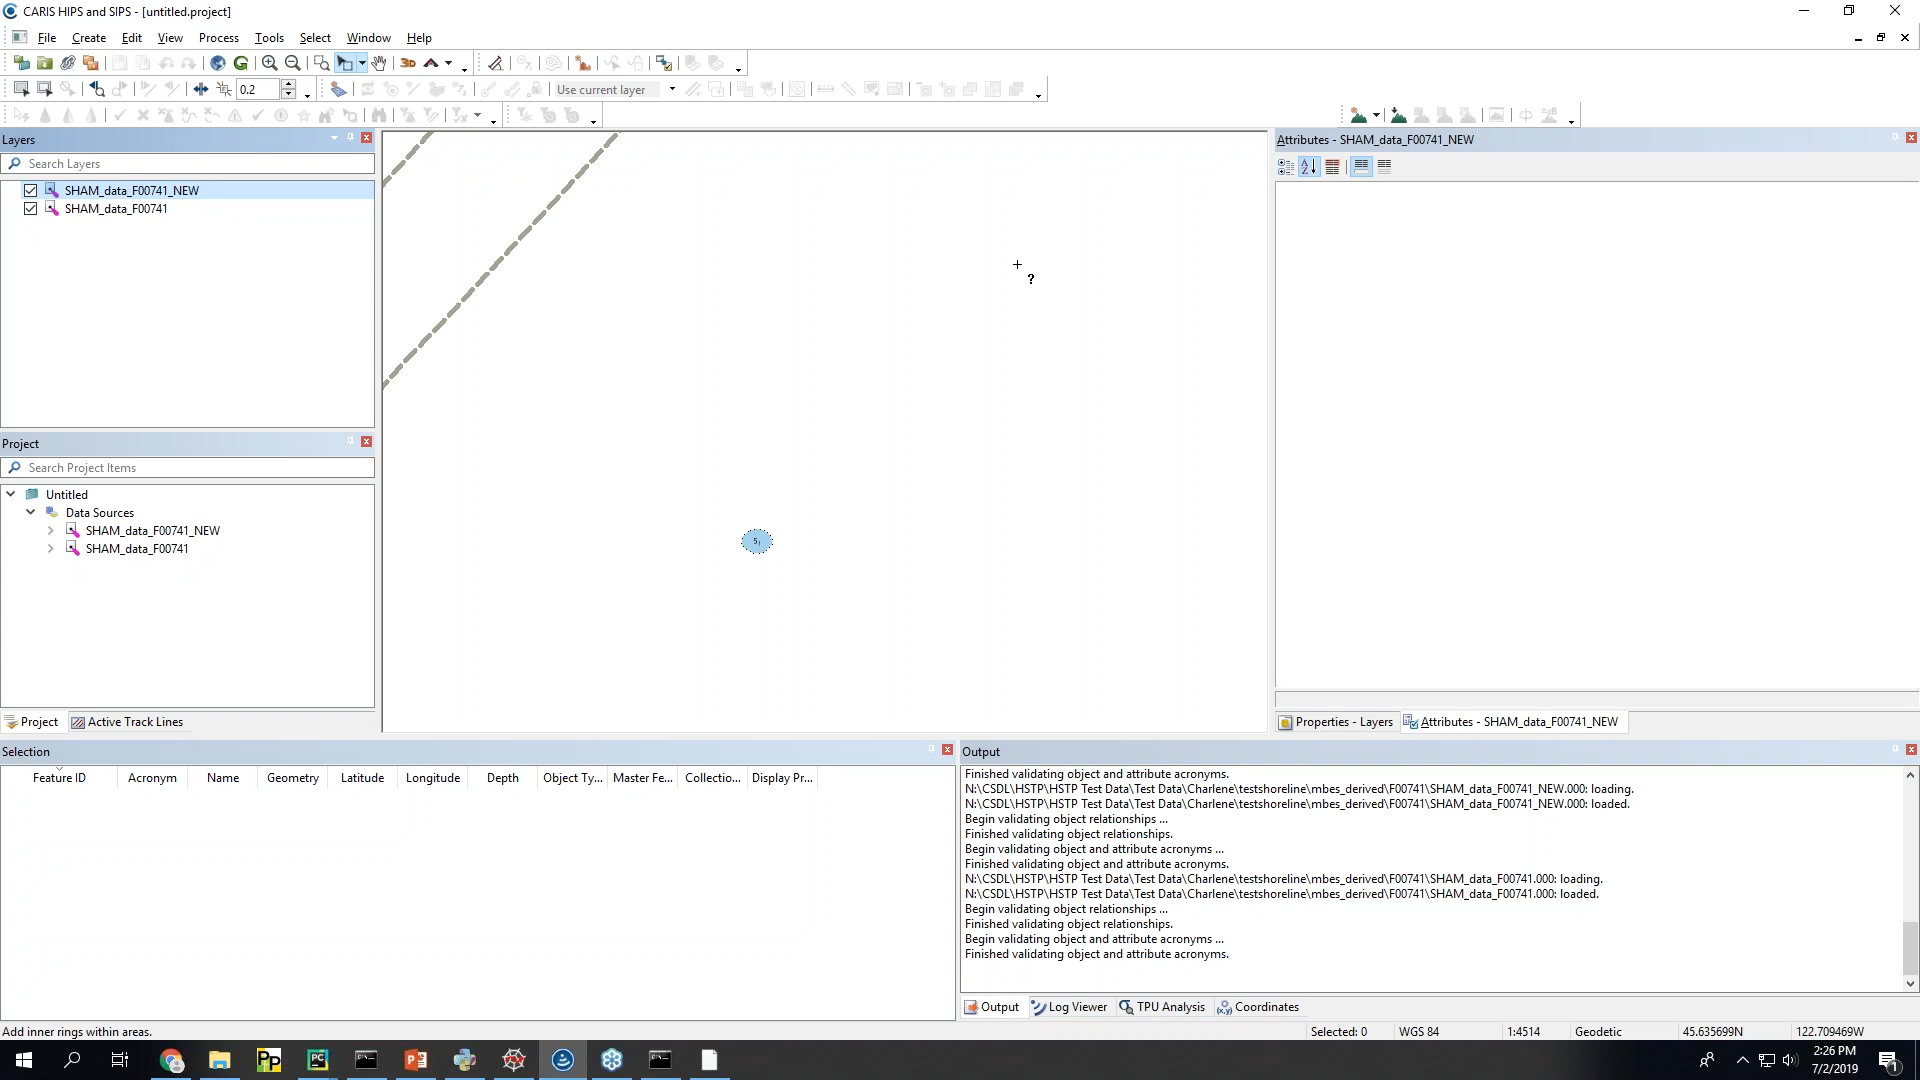 CARIS HIPS and SIPS - [untitled.project]
File Create Edit View Process Tools Select Window Help
3D
0.2
Use current layer
Layers
Search Layers
SHAM_data_F00741_NEW
SHAM_data_F00741
Project
Search Project Items
Untitled
Data Sources
SHAM_data_F00741_NEW
SHAM_data_F00741
Project Active Track Lines
5₁
?
Attributes - SHAM_data_F00741_NEW
Properties - Layers Attributes - SHAM_data_F00741_NEW
Selection
Feature ID Acronym Name Geometry Latitude Longitude Depth Object Ty... Master Fe... Collectio... Display Pr...
Output
Finished validating object and attribute acronyms.
N:\CSDL\HSTP\HSTP Test Data\Test Data\Charlene\testshoreline\mbes_derived\F00741\SHAM_data_F00741_NEW.000: loading.
N:\CSDL\HSTP\HSTP Test Data\Test Data\Charlene\testshoreline\mbes_derived\F00741\SHAM_data_F00741_NEW.000: loaded.
Begin validating object relationships ...
Finished validating object relationships.
Begin validating object and attribute acronyms ...
Finished validating object and attribute acronyms.
N:\CSDL\HSTP\HSTP Test Data\Test Data\Charlene\testshoreline\mbes_derived\F00741\SHAM_data_F00741.000: loading.
N:\CSDL\HSTP\HSTP Test Data\Test Data\Charlene\testshoreline\mbes_derived\F00741\SHAM_data_F00741.000: loaded.
Begin validating object relationships ...
Finished validating object relationships.
Begin validating object and attribute acronyms ...
Finished validating object and attribute acronyms.
Output Log Viewer TPU Analysis Coordinates
Add inner rings within areas.
Selected: 0 WGS 84 1:4514 Geodetic 45.635699N 122.709469W
2:26 PM
7/2/2019